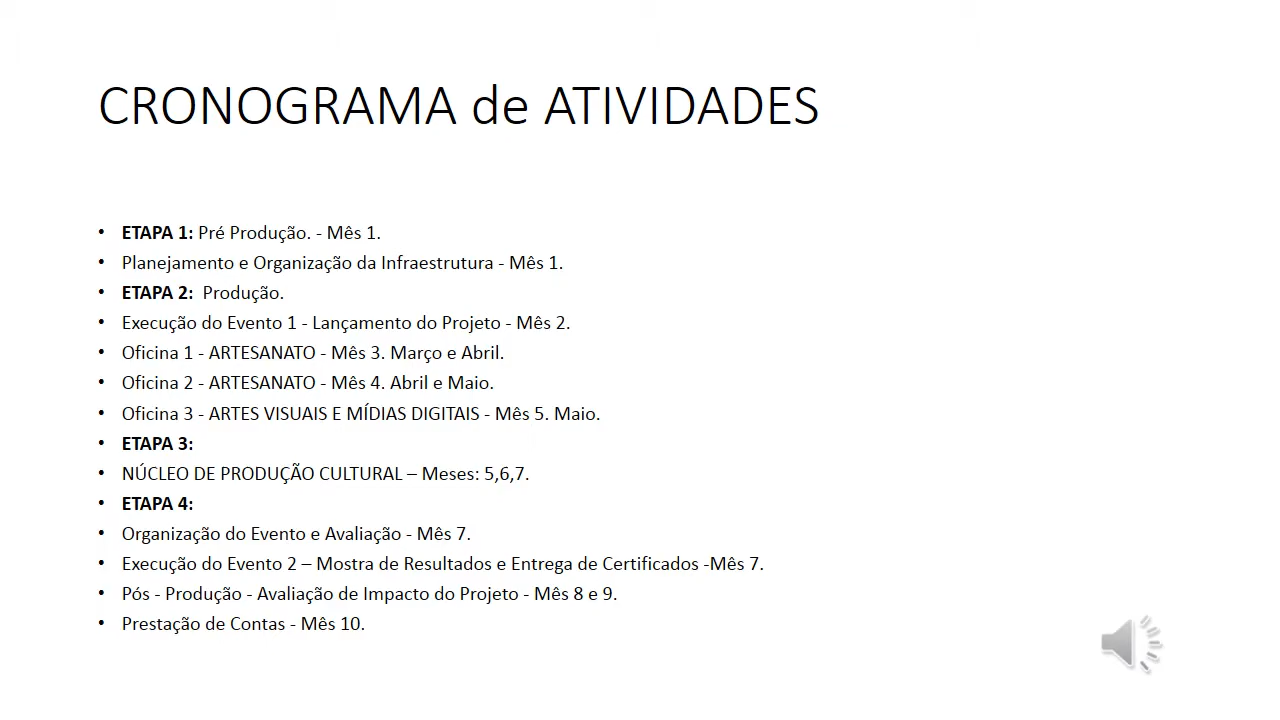 CRONOGRAMA de ATIVIDADES
• ETAPA 1: Pré Produção. - Mês 1.
• Planejamento e Organização da Infraestrutura - Mês 1.
• ETAPA 2:  Produção.
• Execução do Evento 1 - Lançamento do Projeto - Mês 2.
• Oficina 1 - ARTESANATO - Mês 3. Março e Abril.
• Oficina 2 - ARTESANATO - Mês 4. Abril e Maio.
• Oficina 3 - ARTES VISUAIS E MÍDIAS DIGITAIS - Mês 5. Maio.
• ETAPA 3:
• NÚCLEO DE PRODUÇÃO CULTURAL – Meses: 5,6,7.
• ETAPA 4:
• Organização do Evento e Avaliação - Mês 7.
• Execução do Evento 2 – Mostra de Resultados e Entrega de Certificados -Mês 7.
• Pós - Produção - Avaliação de Impacto do Projeto - Mês 8 e 9.
• Prestação de Contas - Mês 10.